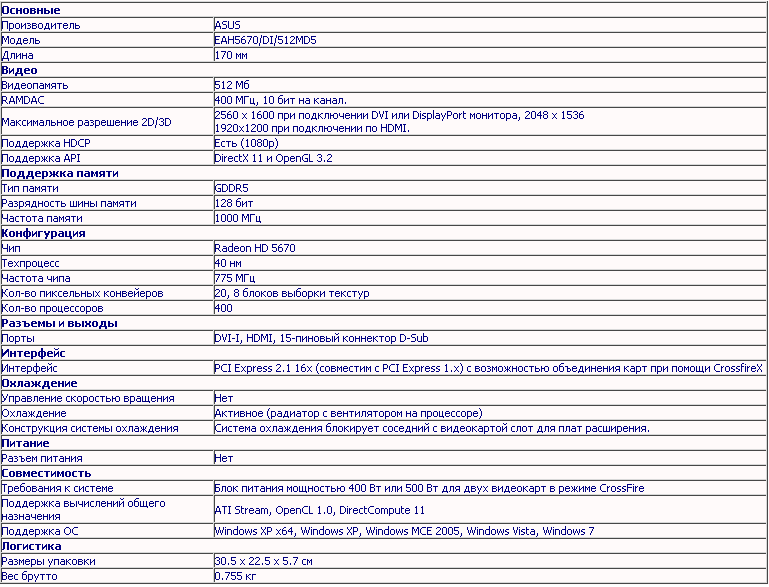 Основные
Производитель ASUS
Модель EAH5670/DI/512MD5
Длина 170 мм
Видео
Видеопамять 512 Мб
RAMDAC 400 МГц, 10 бит на канал.
Максимальное разрешение 2D/3D 2560 x 1600 при подключении DVI или DisplayPort монитора, 2048 x 1536
1920x1200 при подключении по HDMI.
Поддержка HDCP Есть (1080p)
Поддержка API DirectX 11 и OpenGL 3.2
Поддержка памяти
Тип памяти GDDR5
Разрядность шины памяти 128 бит
Частота памяти 1000 МГц
Конфигурация
Чип Radeon HD 5670
Техпроцесс 40 нм
Частота чипа 775 МГц
Кол-во пиксельных конвейеров 20, 8 блоков выборки текстур
Кол-во процессоров 400
Разъемы и выходы
Порты DVI-I, HDMI, 15-пиновый коннектор D-Sub
Интерфейс
Интерфейс PCI Express 2.1 16x (совместим с PCI Express 1.x) с возможностью объединения карт при помощи CrossfireX
Охлаждение
Управление скоростью вращения Нет
Охлаждение Активное (радиатор с вентилятором на процессоре)
Конструкция системы охлаждения Система охлаждения блокирует соседний с видеокартой слот для плат расширения.
Питание
Разъем питания Нет
Совместимость
Требования к системе Блок питания мощностью 400 Вт или 500 Вт для двух видеокарт в режиме CrossFire
Поддержка вычислений общего
назначения ATI Stream, OpenCL 1.0, DirectCompute 11
Поддержка ОС Windows XP x64, Windows XP, Windows MCE 2005, Windows Vista, Windows 7
Логистика
Размеры упаковки 30.5 x 22.5 x 5.7 см
Вес брутто 0.755 кг